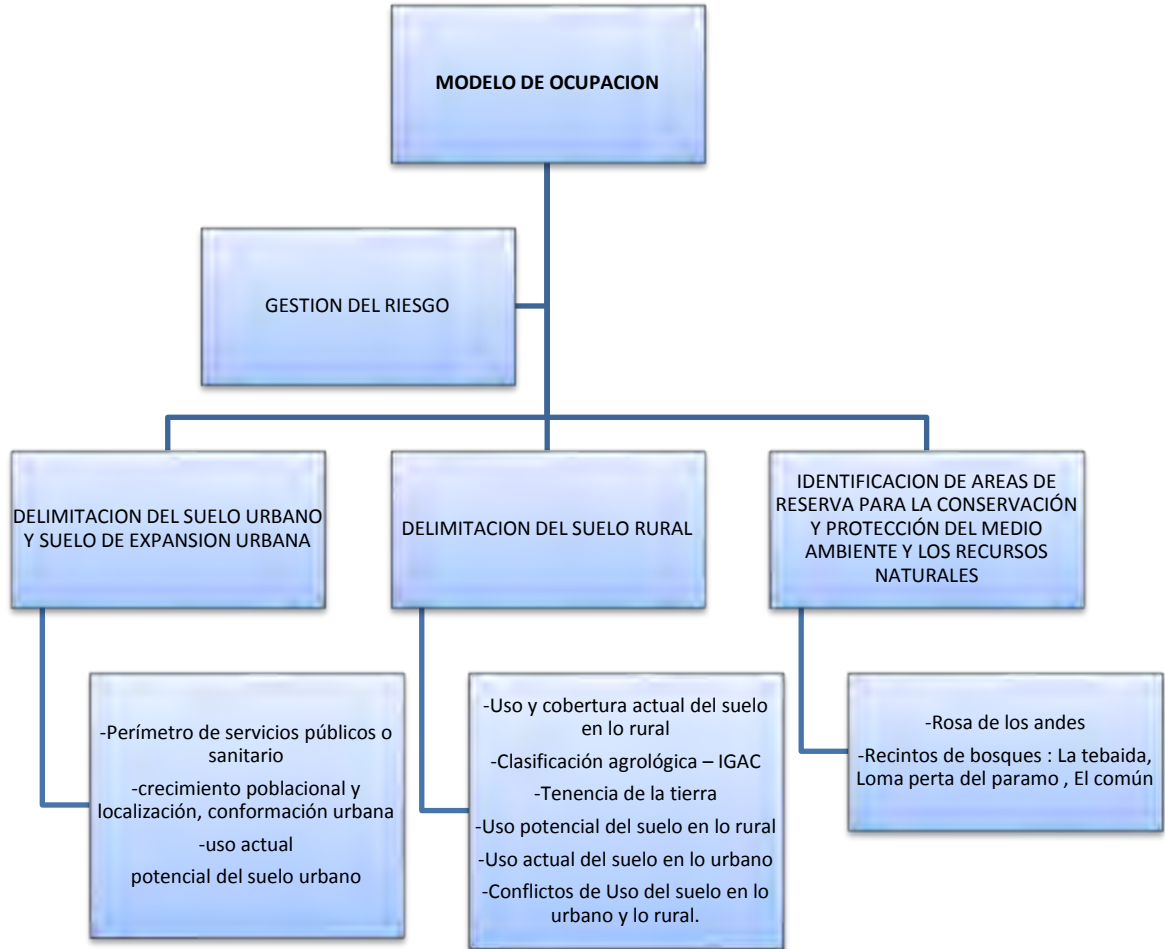 MODELO DE OCUPACION
GESTION DEL RIESGO
DELIMITACION DEL SUELO URBANO
Y SUELO DE EXPANSION URBANA
DELIMITACION DEL SUELO RURAL
IDENTIFICACION DE AREAS DE
RESERVA PARA LA CONSERVACIÓN
Y PROTECCIÓN DEL MEDIO
AMBIENTE Y LOS RECURSOS
NATURALES
-Perímetro de servicios públicos o
sanitario
-crecimiento poblacional y
localización, conformación urbana
-uso actual
potencial del suelo urbano
-Uso y cobertura actual del suelo
en lo rural
-Clasificación agrológica – IGAC
-Tenencia de la tierra
-Uso potencial del suelo en lo rural
-Uso actual del suelo en lo urbano
-Conflictos de Uso del suelo en lo
urbano y lo rural.
-Rosa de los andes
-Recintos de bosques : La tebaida,
Loma perta del paramo , El común